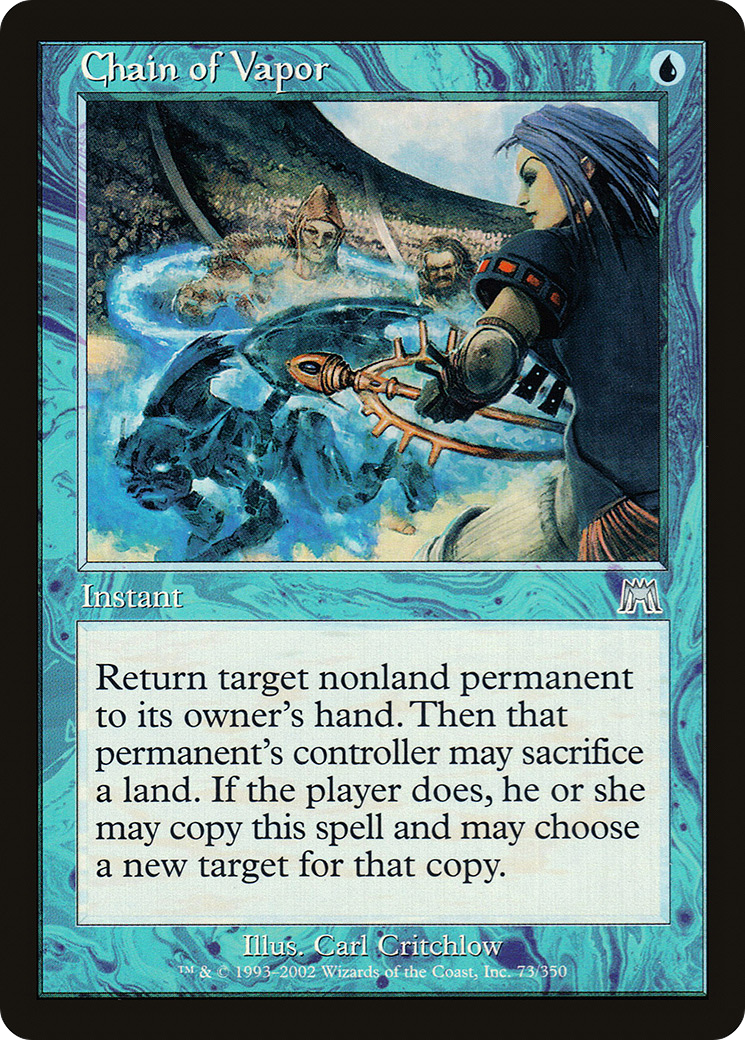 Chain of Vapor
Instant
Return target nonland permanent
to its owner's hand. Then that
permanent's controller may sacrifice
a land. If the player does, he or she
may copy this spell and may choose
a new target for that copy.
Illus. Carl Critchlow
™ & © 1993–2002 Wizards of the Coast, Inc. 73/350